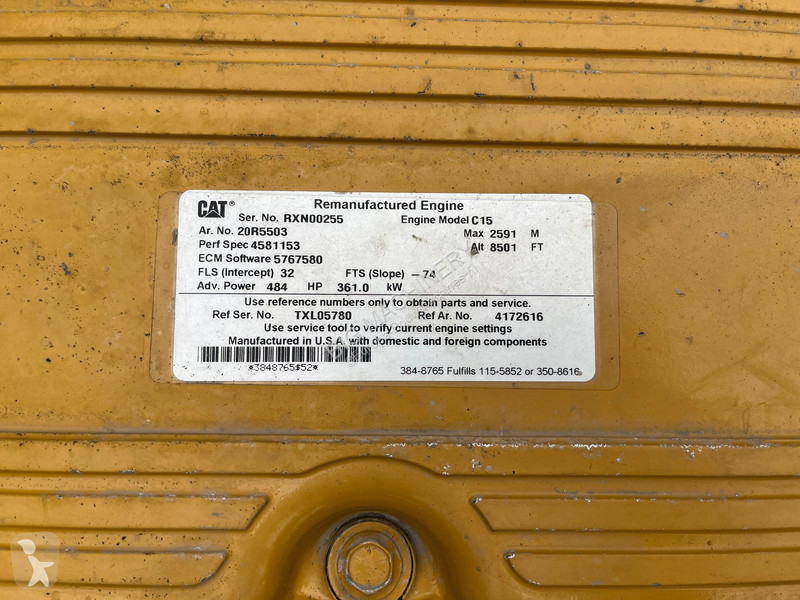 CAT® Remanufactured Engine
Ser. No. RXN00255 Engine Model C15
Ar. No. 20R5503 Max 2591 M
Perf Spec 4581153 Alt 8501 FT
ECM Software 5767580
FLS (Intercept) 32 FTS (Slope) -74
Adv. Power 484 HP 361.0 kW
Use reference numbers only to obtain parts and service.
Ref Ser. No. TXL05780 Ref Ar. No. 4172616
Use service tool to verify current engine settings
Manufactured in U.S.A. with domestic and foreign components
*3848765$52*
384-8765 Fulfills 115-5852 or 350-8616